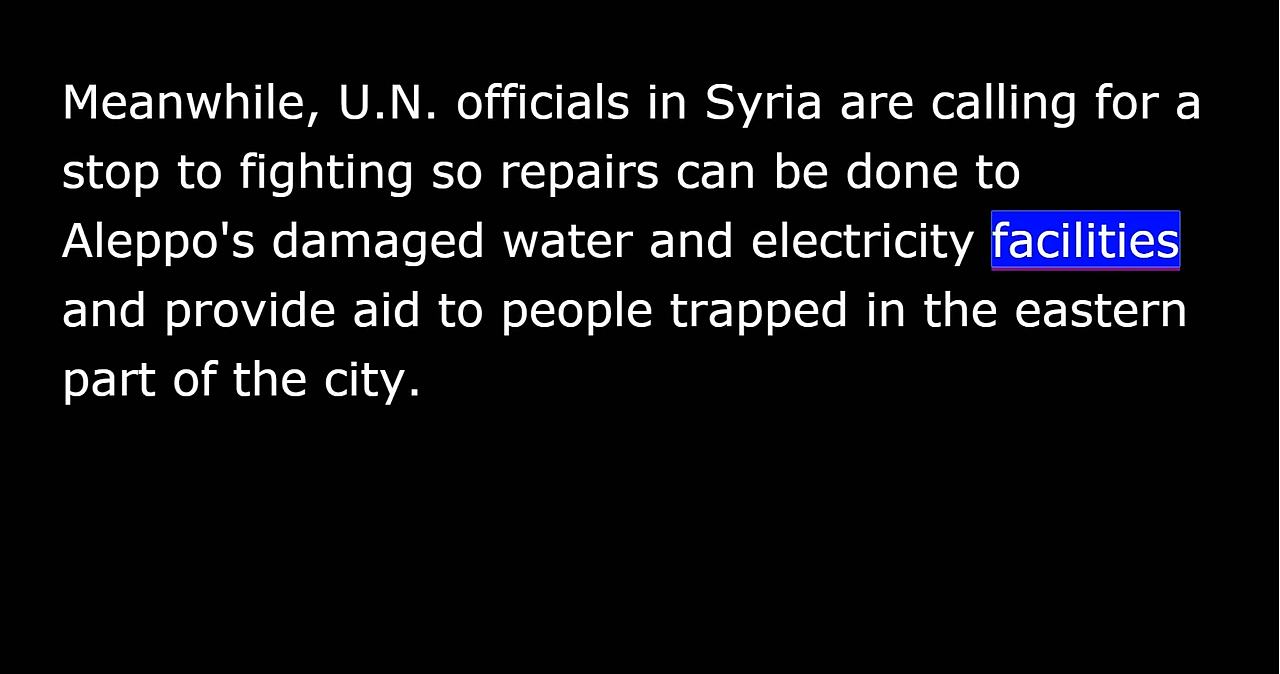 Meanwhile, U.N. officials in Syria are calling for a
stop to fighting so repairs can be done to
Aleppo's damaged water and electricity facilities
and provide aid to people trapped in the eastern
part of the city.